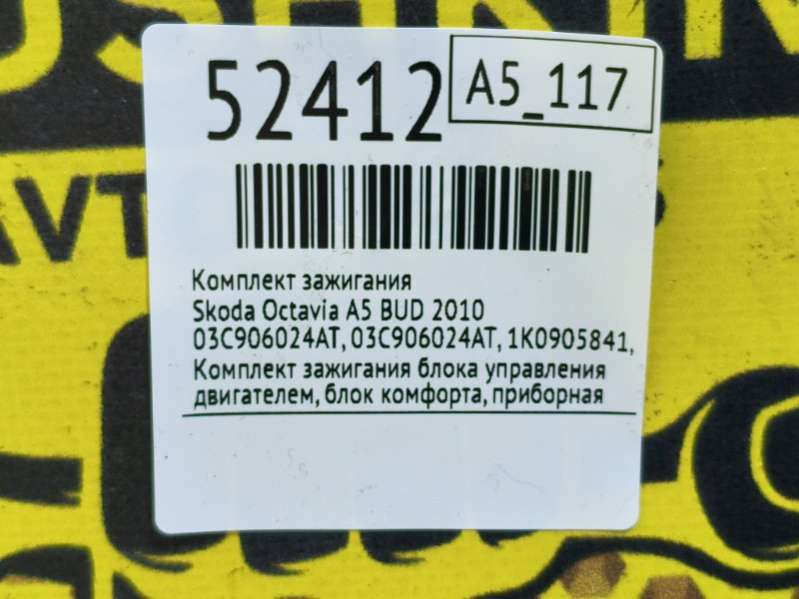 52412
A5_117
Комплект зажигания
Skoda Octavia A5 BUD 2010
03C906024AT, 03C906024AT, 1K0905841,
Комплект зажигания блока управления
двигателем, блок комфорта, приборная